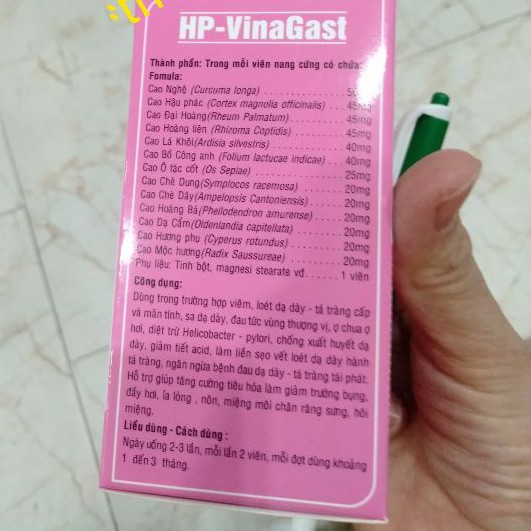 HP-VinaGast
Thành phần: Trong mỗi viên nang cứng có chứa:
Fomula:
Cao Nghệ (Curcuma longa) ....................
Cao Hậu phác (Cortex magnolia officinalis) .... 45mg
Cao Đại Hoàng(Rheum Palmatum)............... 45mg
Cao Hoàng liên (Rhizoma Coptidis) ............. 45mg
Cao Lá Khôi(Ardisia silvestris) ................... 40mg
Cao Bồ Công anh (Folium lactucae indicae) .. 40mg
Cao Ô tặc cốt (Os Sepiae) ........................ 25mg
Cao Chè Dung(Symplocos racemosa) .......... 20mg
Cao Chè Dây(Ampelopsis Cantoniensis)........ 20mg
Cao Hoàng Bá(Phellodendron amurense) ..... 20mg
Cao Dạ Cẩm(Oldenlandia capitellata) .......... 20mg
Cao Hương phụ (Cyperus rotundus) ............ 20mg
Cao Mộc hương(Radix Saussureae) ............ 20mg
Phụ liệu: Tinh bột, magnesi stearate vđ....... 1 viên
Công dụng:
Dùng trong trường hợp viêm, loét dạ dày - tá tràng cấp
và mãn tính, sa dạ dày, đau tức vùng thượng vị, ợ chua ợ
hơi, diệt trừ Helicobacter - pylori, chống xuất huyết dạ
dày, giảm tiết acid, làm liền sẹo vết loét dạ dày hành
tá tràng, ngăn ngừa bệnh đau dạ dày - tá tràng tái phát.
Hỗ trợ giúp tăng cường tiêu hóa làm giảm trướng bụng,
đầy hơi, ỉa lỏng , nôn, miệng môi chân răng sưng, hôi
miệng.
Liều dùng - Cách dùng :
Ngày uống 2-3 lần, mỗi lần 2 viên, mỗi đợt dùng khoảng
1 đến 3 tháng.